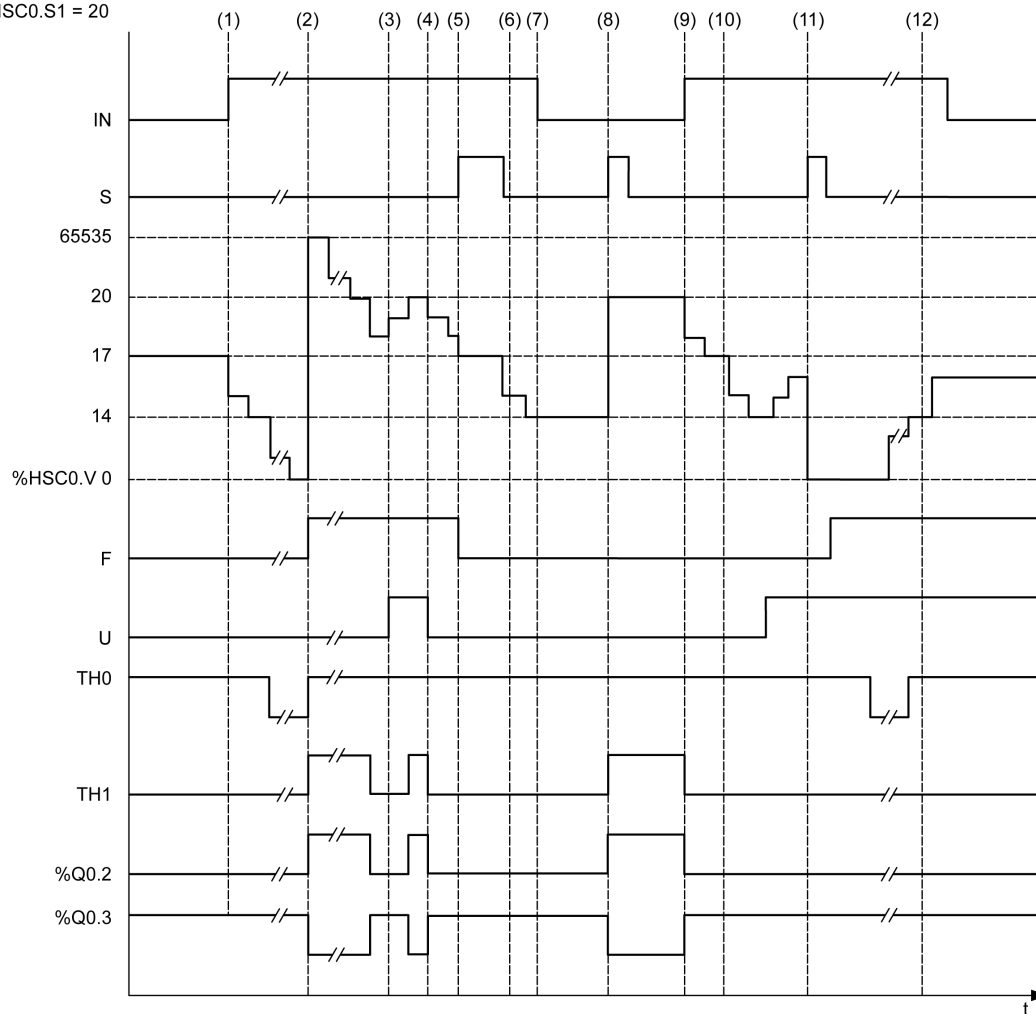 HSC0.S1 = 20
(1) (2) (3) (4) (5) (6) (7) (8) (9) (10) (11) (12)
IN
S
65535
20
17
14
%HSC0.V 0
F
U
TH0
TH1
%Q0.2
%Q0.3
t